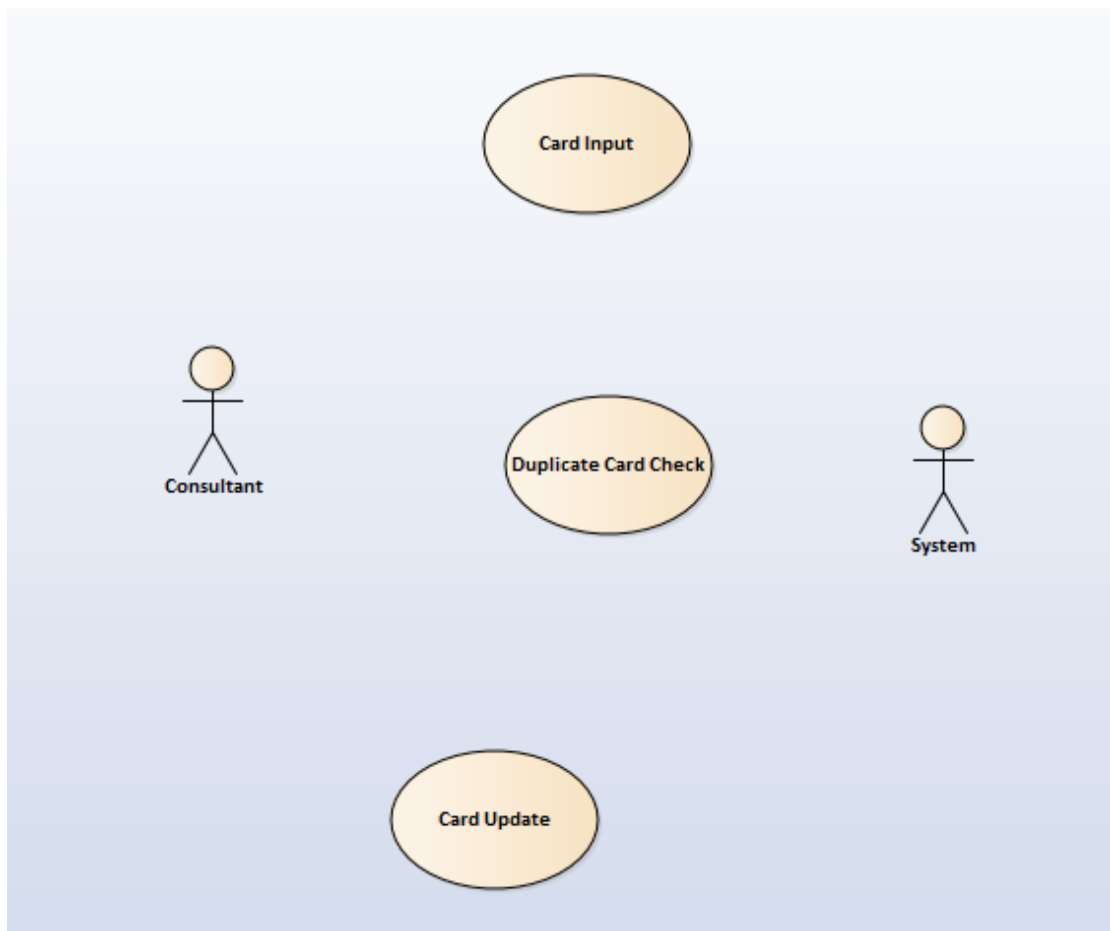 Card Input
Consultant
Duplicate Card Check
System
Card Update